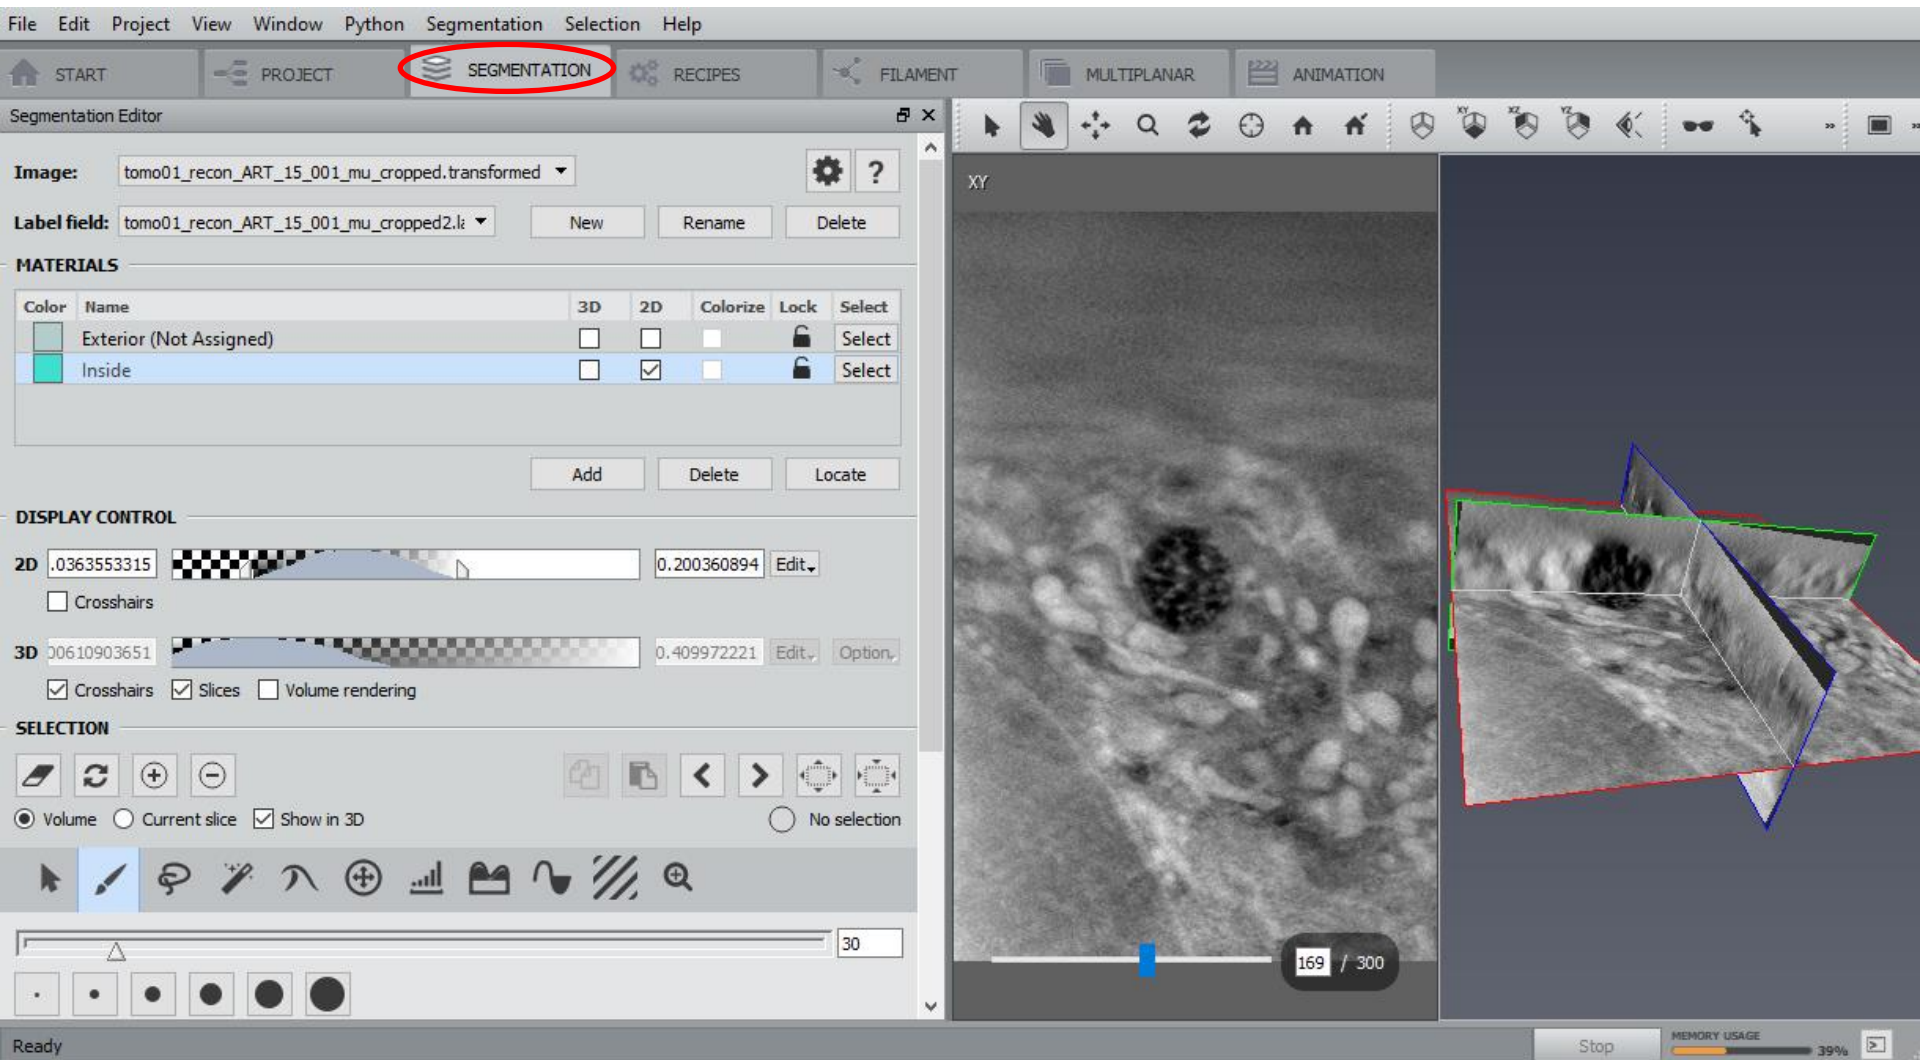 File Edit Project View Window Python Segmentation Selection Help
START PROJECT SEGMENTATION RECIPES FILAMENT MULTIPLANAR ANIMATION
Segmentation Editor
Image: tomo01_recon_ART_15_001_mu_cropped.transformed ?
Label field: tomo01_recon_ART_15_001_mu_cropped2.la New Rename Delete
MATERIALS
Color Name 3D 2D Colorize Lock Select
Exterior (Not Assigned) Select
Inside Select
Add Delete Locate
DISPLAY CONTROL
2D .0363553315 0.200360894 Edit
Crosshairs
3D 00610903651 0.409972221 Edit Option
Crosshairs Slices Volume rendering
SELECTION
Volume Current slice Show in 3D No selection
30
XY XZ YZ
XY
169 / 300
Ready Stop MEMORY USAGE 39%